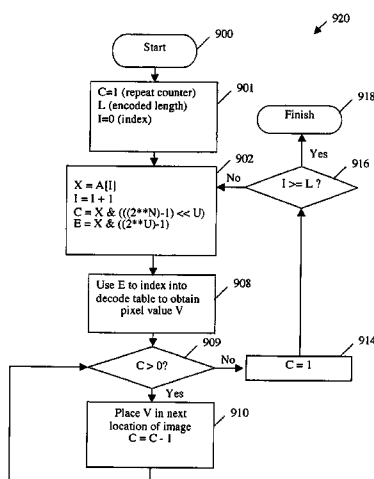 920
Start
900
C=1 (repeat counter)
L (encoded length)
I=0 (index)
901
Finish
918
902
X = A[I]
I = I + 1
C = X & (((2**N)-1) << U)
E = X & ((2**U)-1)
No
Yes
916
I >= L ?
Use E to index into
decode table to obtain
pixel value V
908
909
C > 0?
No
914
C = 1
Yes
Place V in next
location of image
C = C - 1
910